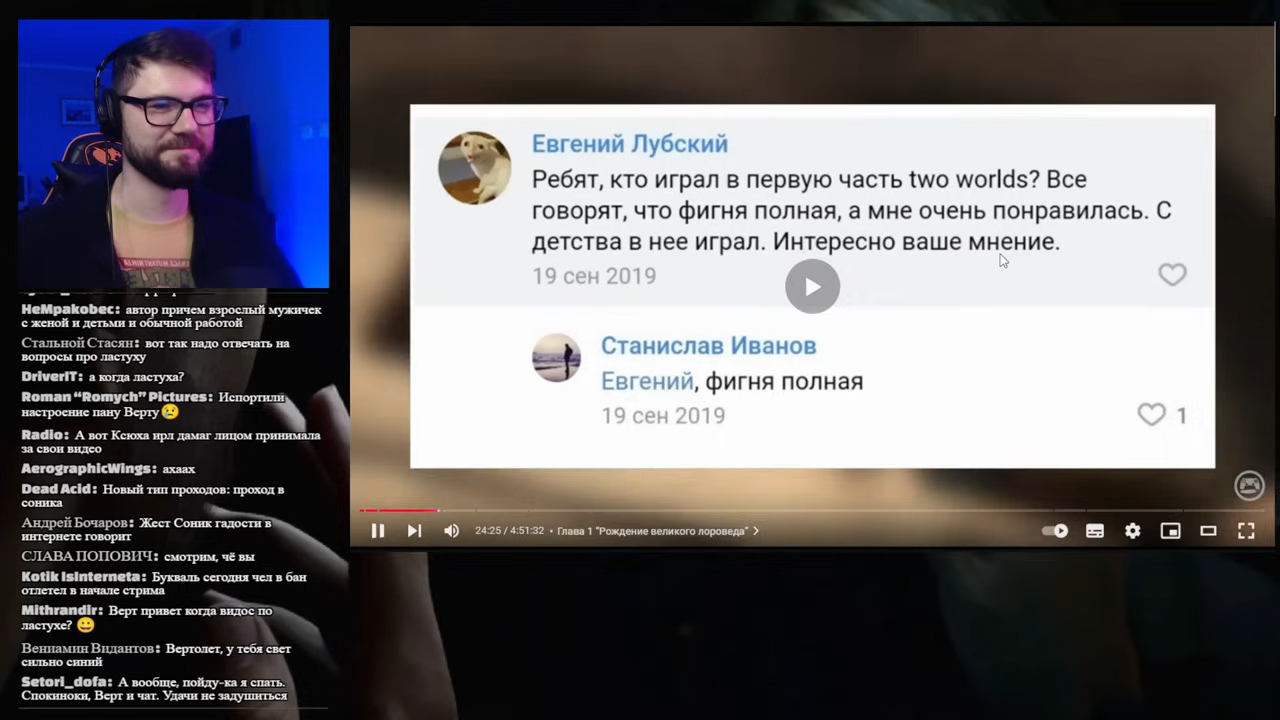 Евгений Лубский
Ребят, кто играл в первую часть two worlds? Все
говорят, что фигня полная, а мне очень понравилась. С
детства в нее играл. Интересно ваше мнение.
19 сен 2019
Станислав Иванов
Евгений, фигня полная
19 сен 2019
1
24:25 / 4:51:32 • Глава 1 "Рождение великого лороведа"
HeMpakobec: автор причем взрослый мужичек
с женой и детьми и обычной работой
Стальной Стасян: вот так надо отвечать на
вопросы про ластуху
DriverIT: а когда ластуха?
Roman “Romych” Pictures: Испортили
настроение пану Верту😢
Radio: А вот Ксюха ирл дамаг лицом принимала
за свои видео
AerographicWings: ахаах
Dead Acid: Новый тип проходов: проход в
соника
Андрей Бочаров: Жест Соник гадости в
интернете говорит
СЛАВА ПОПОВИЧ: смотрим, чё вы
Kotik IsInterneta: Букваль сегодня чел в бан
отлетел в начале стрима
Mithrandir: Верт привет когда видос по
ластухе? 😀
Вениамин Видантов: Вертолет, у тебя свет
сильно синий
Setori_dofa: А вообще, пойду-ка я спать.
Спокиноки, Верт и чат. Удачи не задушиться